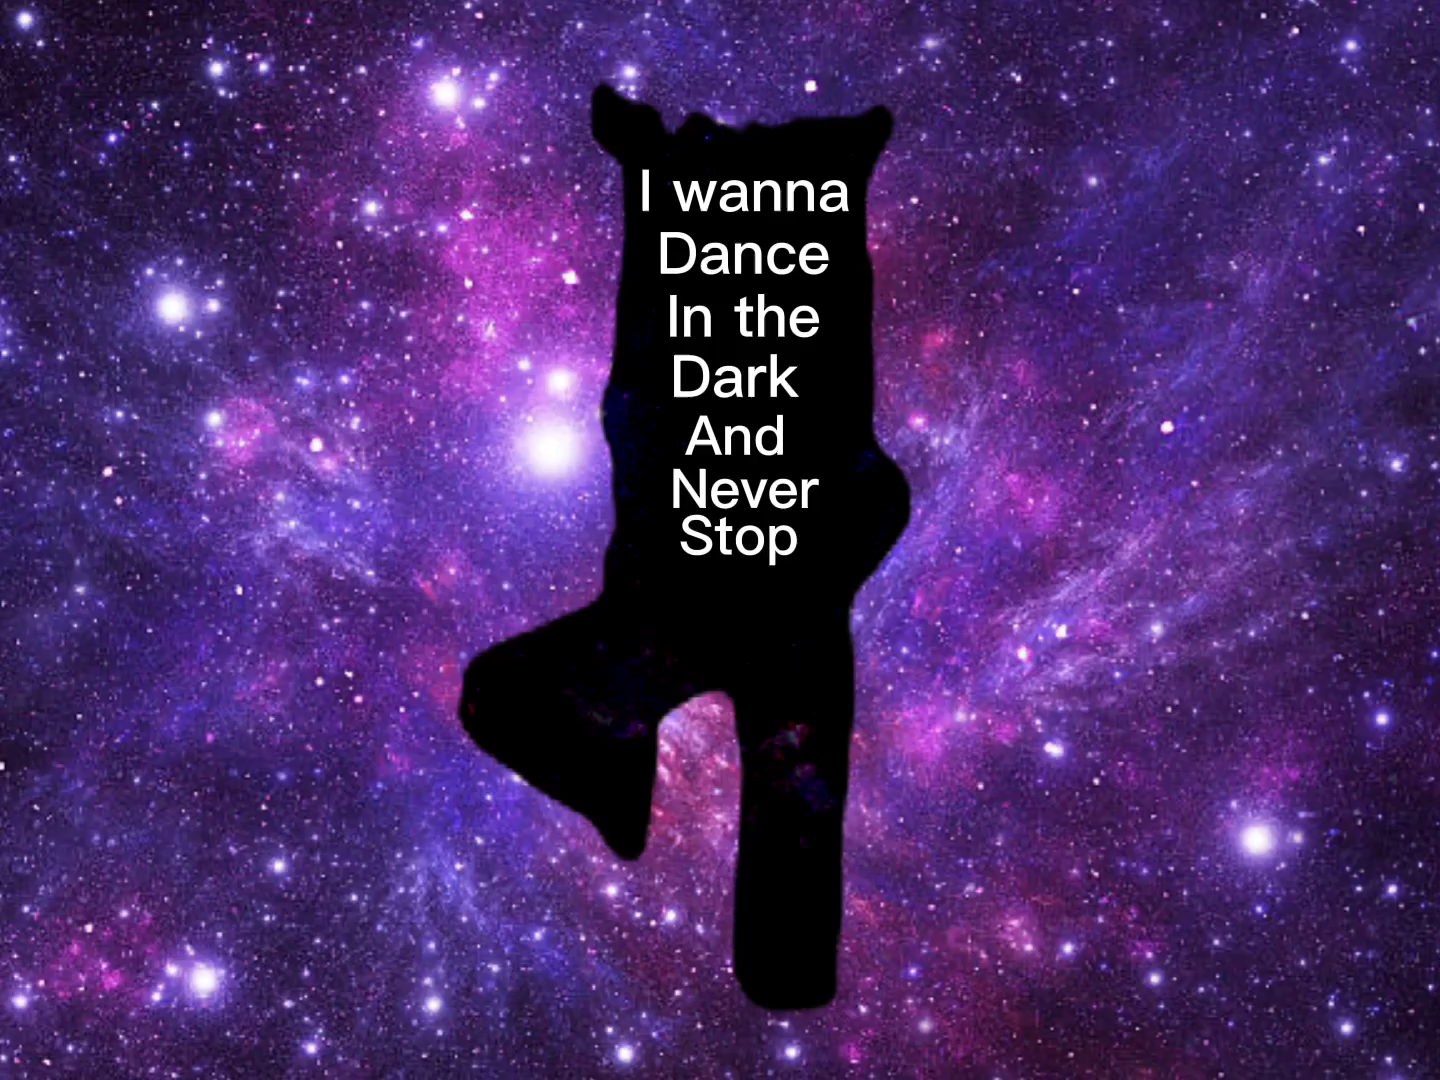 I wanna
Dance
In the
Dark
And
Never
Stop